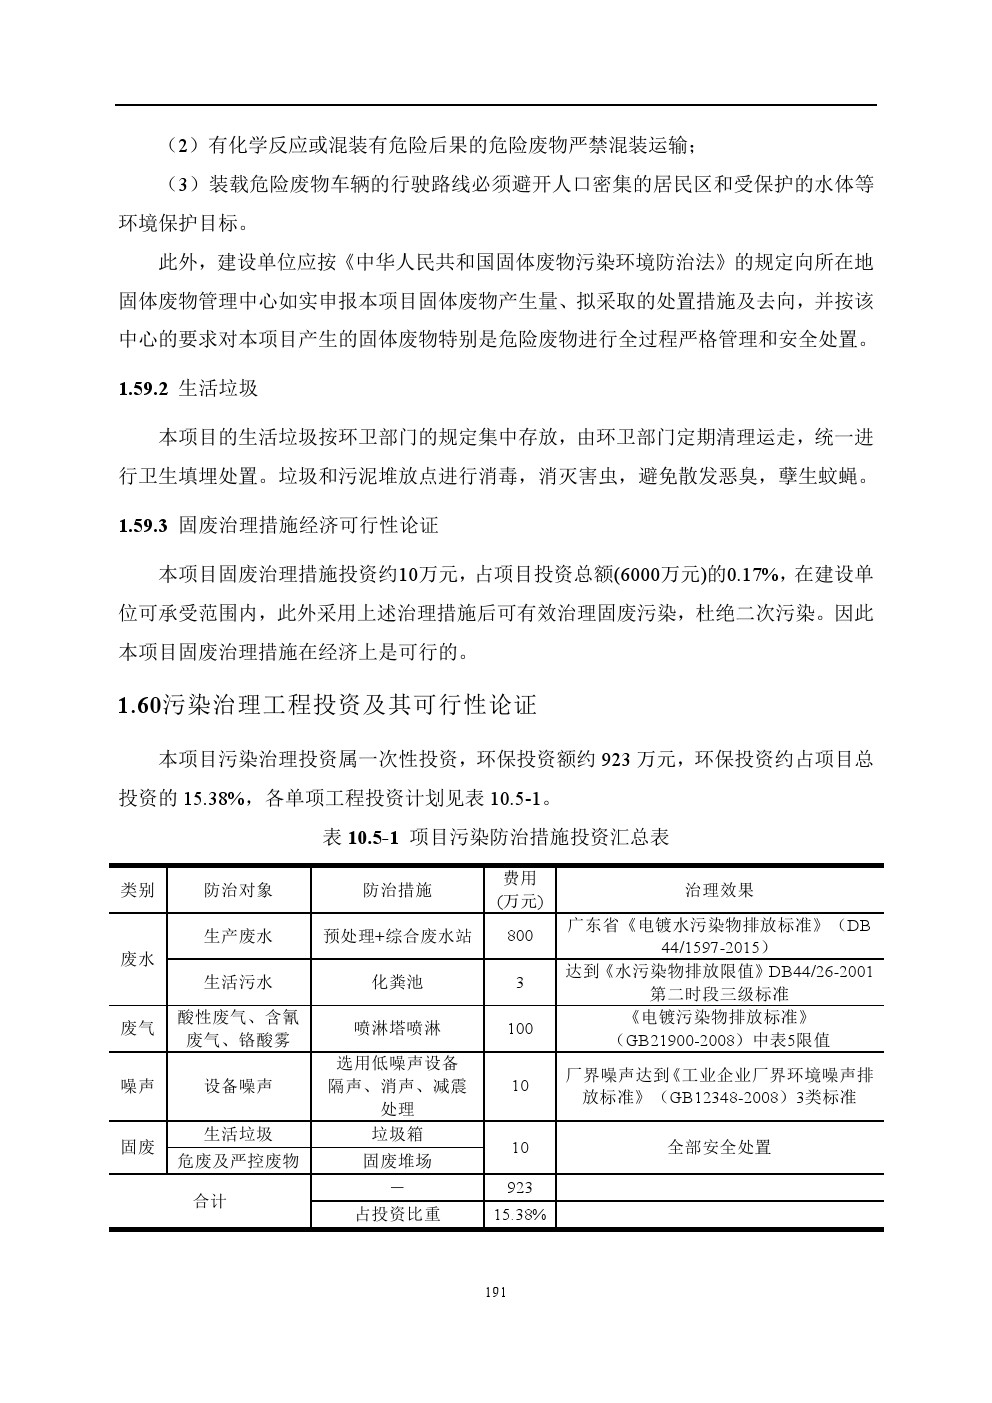 （2）有化学反应或混装有危险后果的危险废物严禁混装运输；
（3）装载危险废物车辆的行驶路线必须避开人口密集的居民区和受保护的水体等
环境保护目标。
此外，建设单位应按《中华人民共和国固体废物污染环境防治法》的规定向所在地
固体废物管理中心如实申报本项目固体废物产生量、拟采取的处置措施及去向，并按该
中心的要求对本项目产生的固体废物特别是危险废物进行全过程严格管理和安全处置。
1.59.2 生活垃圾
本项目的生活垃圾按环卫部门的规定集中存放，由环卫部门定期清理运走，统一进
行卫生填埋处置。垃圾和污泥堆放点进行消毒，消灭害虫，避免散发恶臭，孽生蚊蝇。
1.59.3 固废治理措施经济可行性论证
本项目固废治理措施投资约10万元，占项目投资总额(6000万元)的0.17%，在建设单
位可承受范围内，此外采用上述治理措施后可有效治理固废污染，杜绝二次污染。因此
本项目固废治理措施在经济上是可行的。
1.60污染治理工程投资及其可行性论证
本项目污染治理投资属一次性投资，环保投资额约 923 万元，环保投资约占项目总
投资的 15.38%，各单项工程投资计划见表 10.5-1。
表 10.5-1 项目污染防治措施投资汇总表
类别 防治对象 防治措施 费用 治理效果
(万元)
废水 生产废水 预处理+综合废水站 800 广东省《电镀水污染物排放标准》（DB
44/1597-2015）
生活污水 化粪池 3 达到《水污染物排放限值》DB44/26-2001
第二时段三级标准
废气 酸性废气、含氰 喷淋塔喷淋 100 《电镀污染物排放标准》
废气、铬酸雾 （GB21900-2008）中表5限值
噪声 设备噪声 选用低噪声设备 10 厂界噪声达到《工业企业厂界环境噪声排
隔声、消声、减震 放标准》（GB12348-2008）3类标准
处理
固废 生活垃圾 垃圾箱 10 全部安全处置
危废及严控废物 固废堆场
合计 — 923
占投资比重 15.38%
191